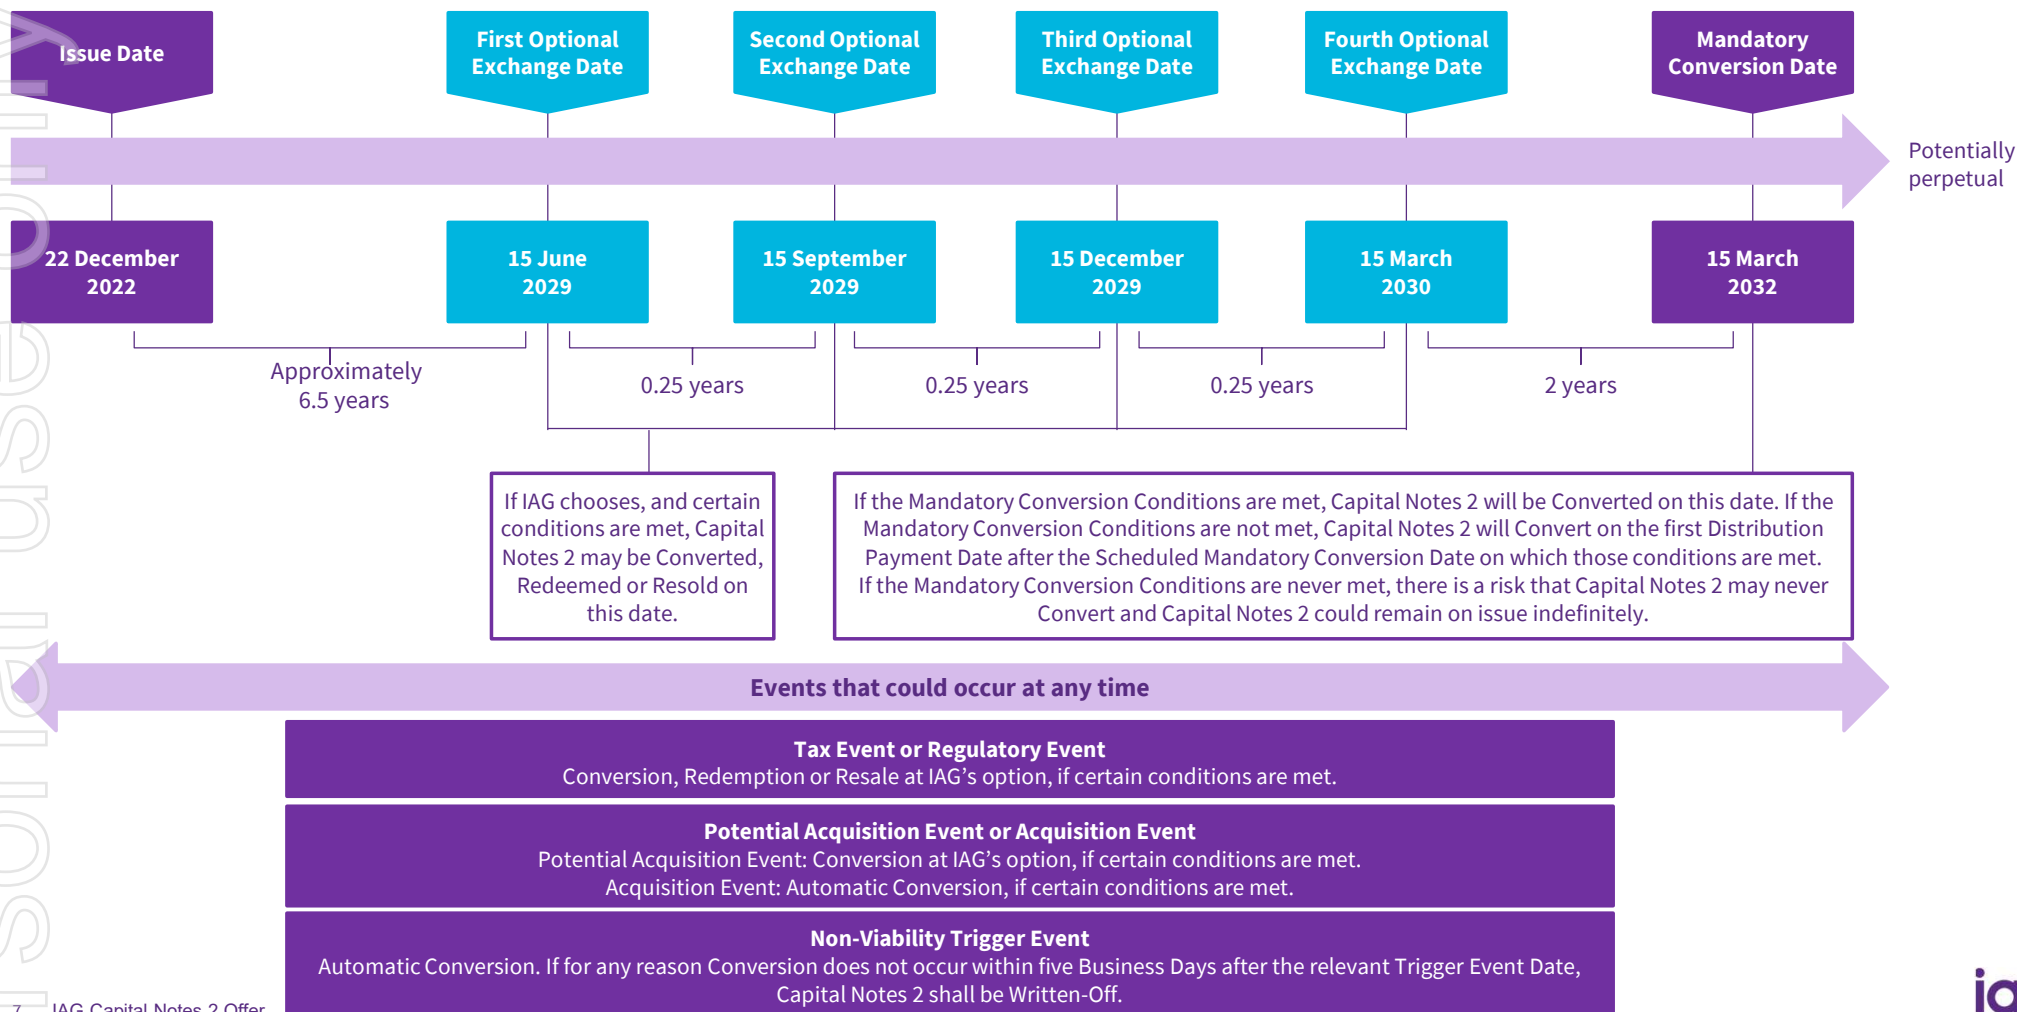 Issue Date
First Optional
Exchange Date
Second Optional
Exchange Date
Third Optional
Exchange Date
Fourth Optional
Exchange Date
Mandatory
Conversion Date
Potentially
perpetual
22 December
2022
15 June
2029
15 September
2029
15 December
2029
15 March
2030
15 March
2032
Approximately
6.5 years
0.25 years
0.25 years
0.25 years
2 years
If IAG chooses, and certain
conditions are met, Capital
Notes 2 may be Converted,
Redeemed or Resold on
this date.
If the Mandatory Conversion Conditions are met, Capital Notes 2 will be Converted on this date. If the
Mandatory Conversion Conditions are not met, Capital Notes 2 will Convert on the first Distribution
Payment Date after the Scheduled Mandatory Conversion Date on which those conditions are met.
If the Mandatory Conversion Conditions are never met, there is a risk that Capital Notes 2 may never
Convert and Capital Notes 2 could remain on issue indefinitely.
Events that could occur at any time
Tax Event or Regulatory Event
Conversion, Redemption or Resale at IAG's option, if certain conditions are met.
Potential Acquisition Event or Acquisition Event
Potential Acquisition Event: Conversion at IAG's option, if certain conditions are met.
Acquisition Event: Automatic Conversion, if certain conditions are met.
Non-Viability Trigger Event
Automatic Conversion. If for any reason Conversion does not occur within five Business Days after the relevant Trigger Event Date,
Capital Notes 2 shall be Written-Off.
7 IAG Capital Notes 2 Offer